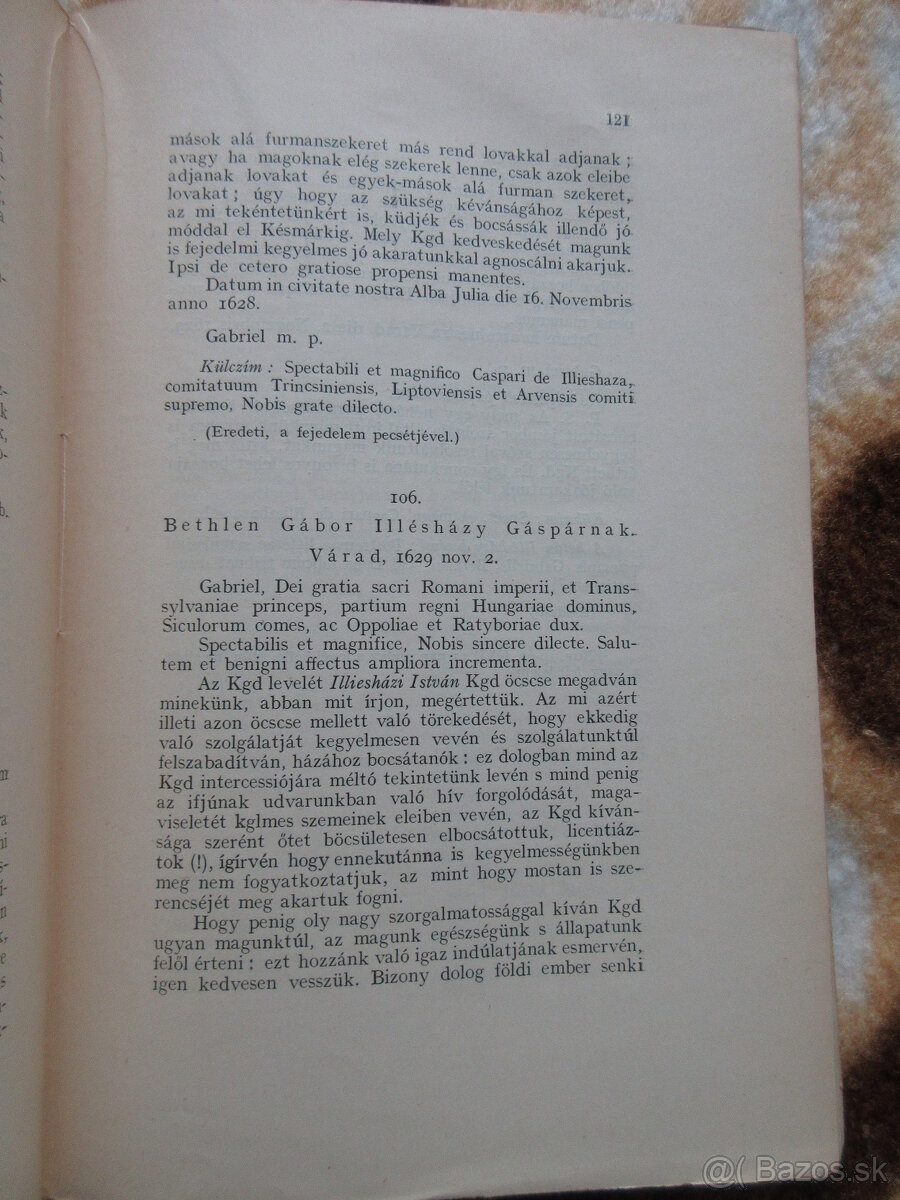 121
mások alá furmanszekeret más rend lovakkal adjanak ;
avagy ha magoknak elég szekerek lenne, csak azok eleibe
adjanak lovakat és egyek-mások alá furman szekeret,
lovakat ; úgy hogy az szükség kévánságához képest,
az mi tekéntetünkért is, küdjék és bocsássák illendő jó
móddal el Késmárkig. Mely Kgd kedveskedését magunk
is fejedelmi kegyelmes jó akaratunkkal agnoscálni akarjuk.
Ipsi de cetero gratiose propensi manentes.
Datum in civitate nostra Alba Julia die 16. Novembris
anno 1628.
Gabriel m. p.
Külczím : Spectabili et magnifico Caspari de Illieshaza,
comitatuum Trincsiniensis, Liptoviensis et Arvensis comiti
supremo, Nobis grate dilecto.
(Eredeti, a fejedelem pecsétjével.)
106.
Bethlen Gábor Illésházy Gáspárnak.
Várad, 1629 nov. 2.
Gabriel, Dei gratia sacri Romani imperii, et Trans-
sylvaniae princeps, partium regni Hungariae dominus,
Siculorum comes, ac Oppoliae et Ratyboriae dux.
Spectabilis et magnifice, Nobis sincere dilecte. Salu-
tem et benigni affectus ampliora incrementa.
Az Kgd levelét Illiesházi István Kgd öcscse megadván
minekünk, abban mit írjon, megértettük. Az mi azért
illeti azon öcscse mellett való törekedését, hogy ekkedig
való szolgálatját kegyelmesen vevén és szolgálatunktúl
felszabadítván, házához bocsátanók : ez dologban mind az
Kgd intercessiójára méltó tekintetünk levén s mind penig
az ifjúnak udvarunkban való hív forgolódását, maga-
viseletét kglmes szemeinek eleiben vevén, az Kgd kíván-
sága szerént őtet böcsületesen elbocsátottuk, licentiáz-
tok (!), ígírvén hogy ennekutánna is kegyelmességünkben
meg nem fogyatkoztatjuk, az mint hogy mostan is sze-
rencséjét meg akartuk fogni.
Hogy penig oly nagy szorgalmatossággal kíván Kgd
ugyan magunktúl, az magunk egészségünk s állapatunk
felől érteni : ezt hozzánk való igaz indúlatjának esmervén,
igen kedvesen vesszük. Bizony dolog földi ember senki
@( Bazos.sk